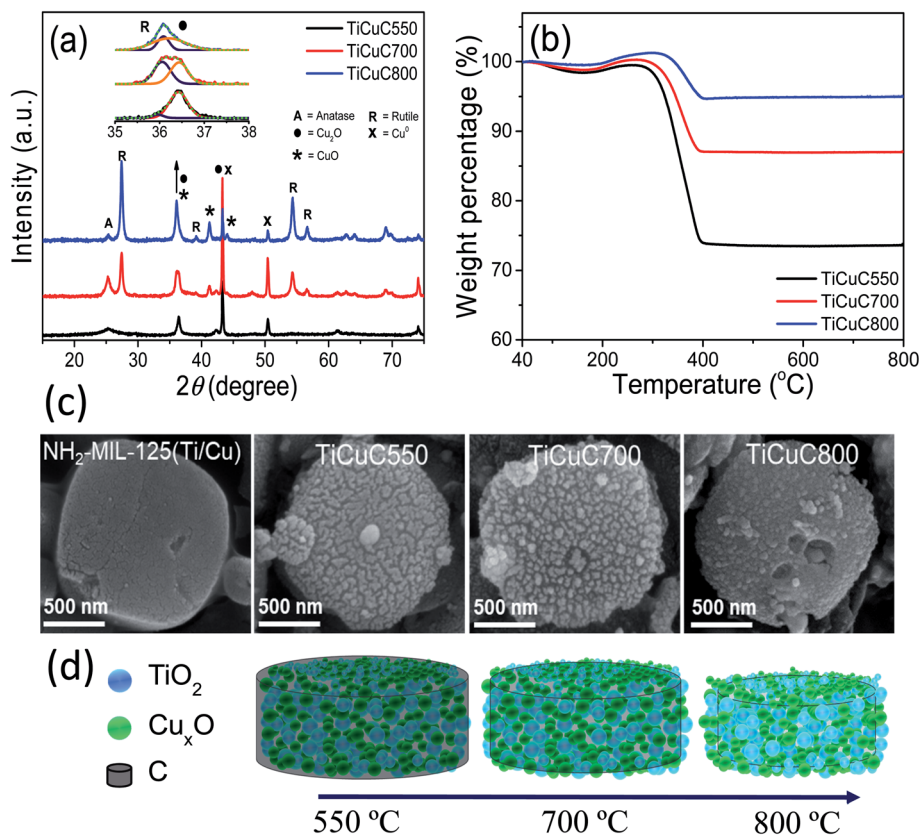 (a)
R ●
TiCuC550
TiCuC700
TiCuC800
35 36 37 38
A = Anatase R = Rutile
● = Cu₂O x = Cu⁰
* = CuO
A R ● * R * ● x * x R R
Intensity (a.u.)
20 30 40 50 60 70
2θ (degree)
(b)
Weight percentage (%)
100
90
80
70
60
TiCuC550
TiCuC700
TiCuC800
40 200 400 600 800
Temperature (°C)
(c)
NH₂-MIL-125(Ti/Cu)
500 nm
TiCuC550
500 nm
TiCuC700
500 nm
TiCuC800
500 nm
(d)
TiO₂
CuₓO
C
550 ºC 700 ºC 800 ºC